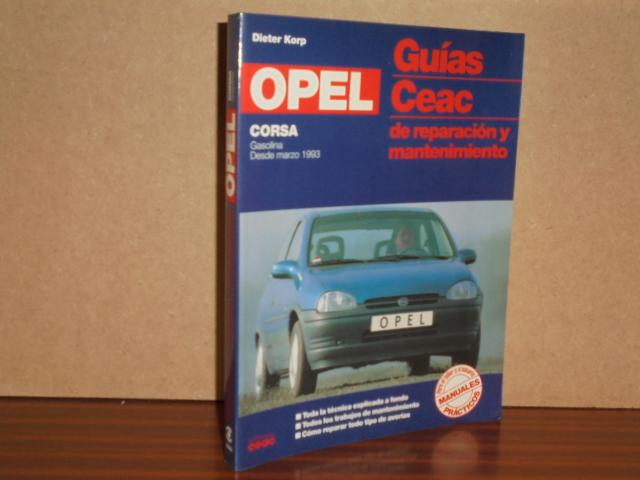 Dieter Korp
OPEL
CORSA
Gasolina
Desde marzo 1993
Guías
Ceac
de reparación y
mantenimiento
OPEL
Toda la técnica explicada a fondo
Todos los trabajos de mantenimiento
Cómo reparar todo tipo de averías
MANUALES
PRÁCTICOS
ceac
OPEL